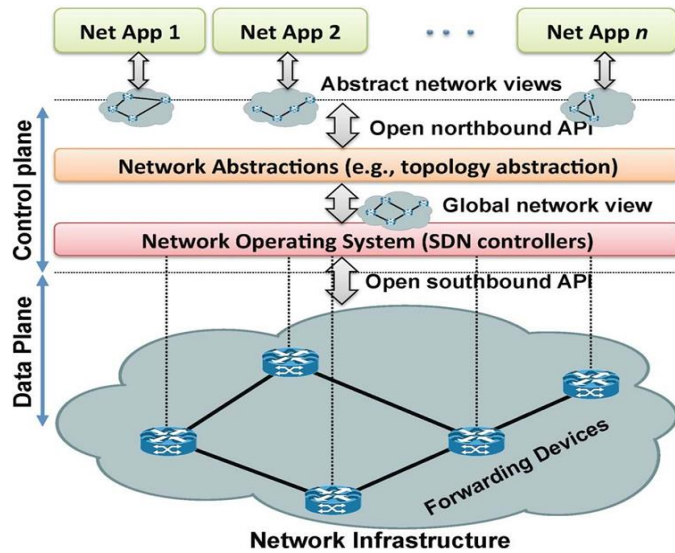 Net App 1
Net App 2
Net App n
Abstract network views
Open northbound API
Network Abstractions (e.g., topology abstraction)
Global network view
Network Operating System (SDN controllers)
Open southbound API
Control plane
Data Plane
Forwarding Devices
Network Infrastructure